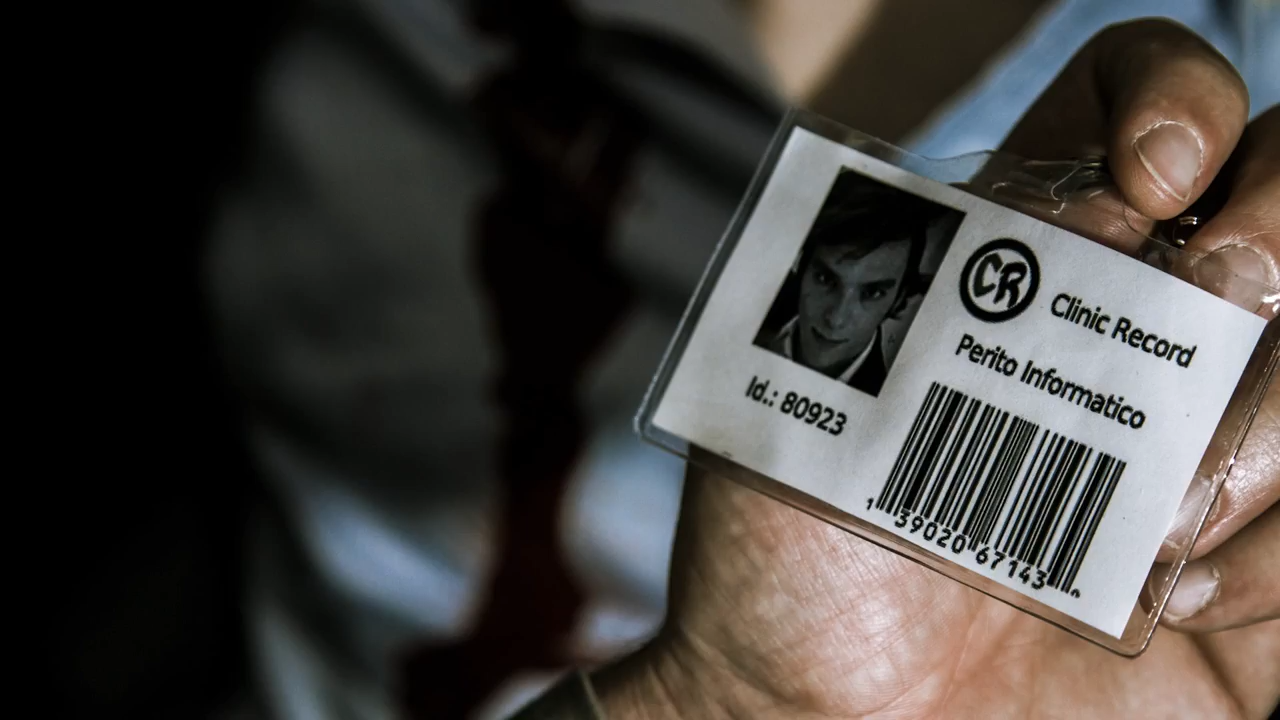 CR
Clinic Record
Perito Informatico
Id.: 80923
1 39020 67143